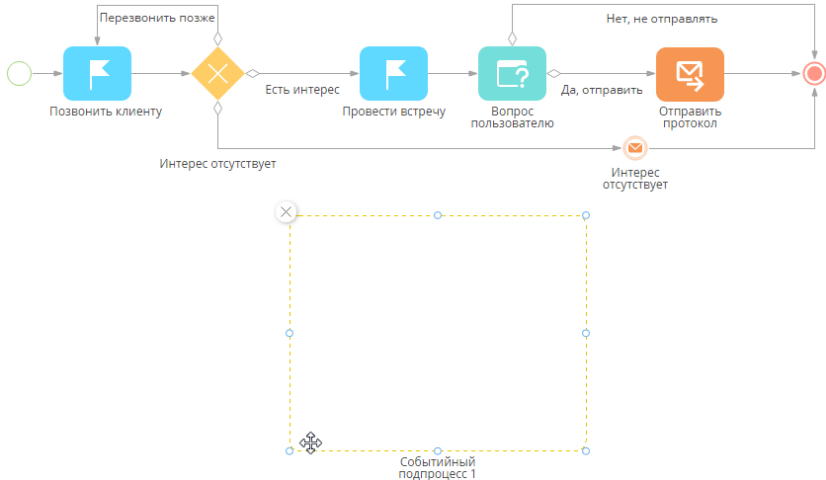 Перезвонить позже
Нет, не отправлять
Есть интерес
Да, отправить
Позвонить клиенту
Провести встречу
Вопрос
пользователю
Отправить
протокол
Интерес отсутствует
Интерес
отсутствует
Событийный
подпроцесс 1